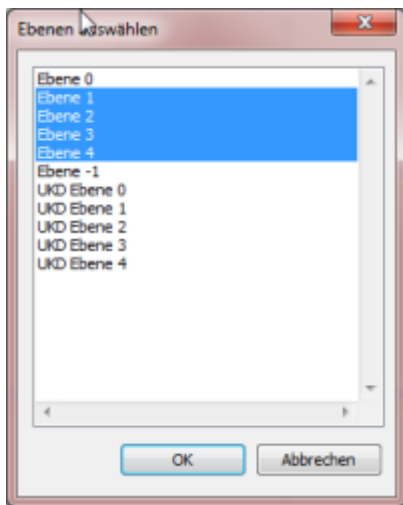 Ebenen auswählen
Ebene 0
Ebene 1
Ebene 2
Ebene 3
Ebene 4
Ebene -1
UKD Ebene 0
UKD Ebene 1
UKD Ebene 2
UKD Ebene 3
UKD Ebene 4
OK
Abbrechen